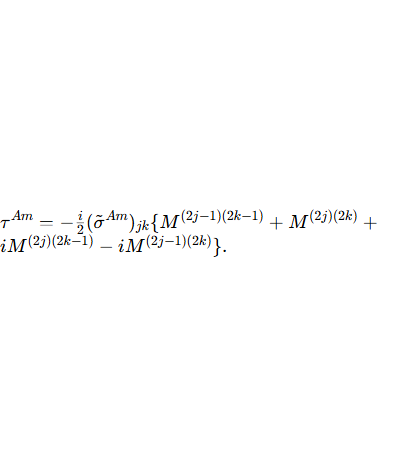 τ^{Am} = −\frac{i}{2}(\tilde{σ}^{Am})_{jk}{M^{(2j−1)(2k−1)} + M^{(2j)(2k)} +
iM^{(2j)(2k−1)} − iM^{(2j−1)(2k)}}.